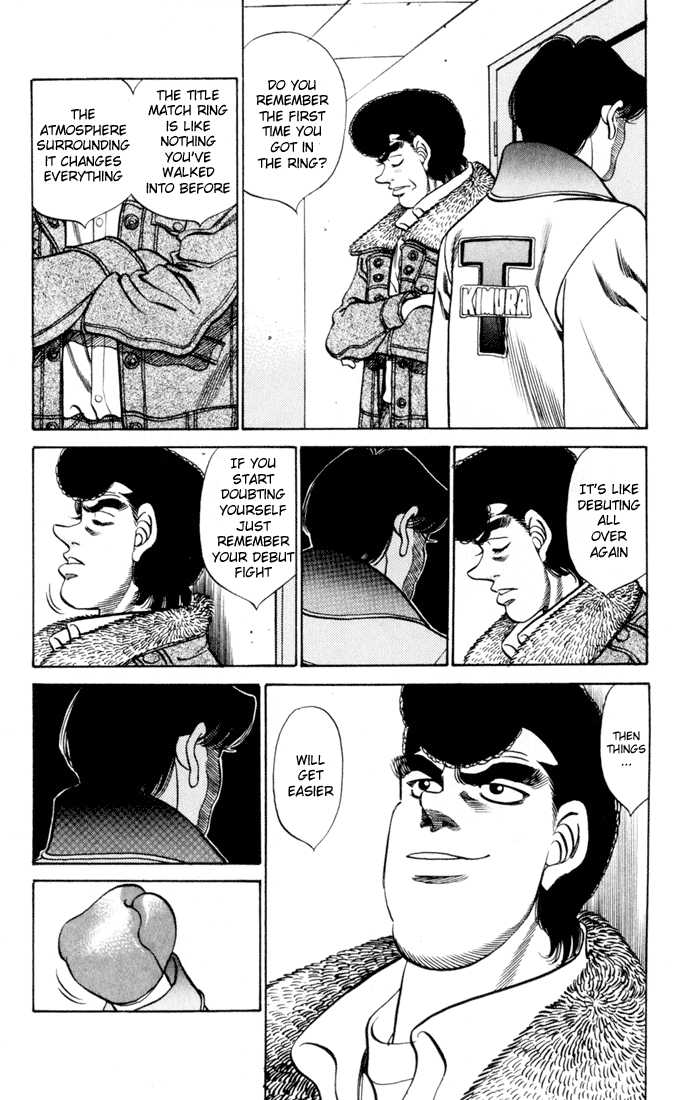 DO YOU
REMEMBER
THE FIRST
TIME YOU
GOT IN
THE RING?
T
KIMURA
THE TITLE
MATCH RING
IS LIKE
NOTHING
YOU'VE
WALKED
INTO BEFORE
THE
ATMOSPHERE
SURROUNDING
IT CHANGES
EVERYTHING
IT'S LIKE
DEBUTING
ALL
OVER
AGAIN
IF YOU
START
DOUBTING
YOURSELF
JUST
REMEMBER
YOUR DEBUT
FIGHT
THEN
THINGS
...
WILL
GET
EASIER